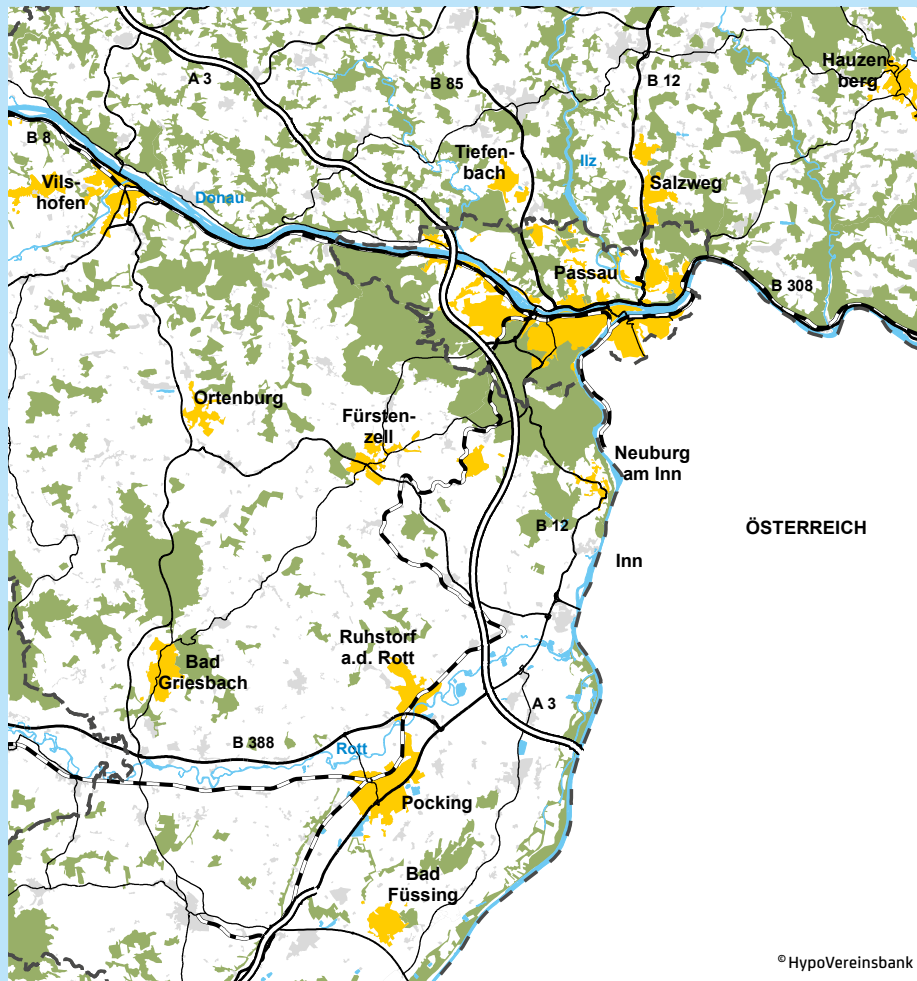 Hauzen-
berg
A 3
B 85
B 12
B 8
Tiefen-
bach
Ilz
Vils-
hofen
Donau
Salzweg
Passau
B 308
Ortenburg
Fürsten-
zell
Neuburg
am Inn
B 12
ÖSTERREICH
Inn
Ruhstorf
a.d. Rott
Bad
Griesbach
A 3
B 388
Rott
Pocking
Bad
Füssing
© HypoVereinsbank